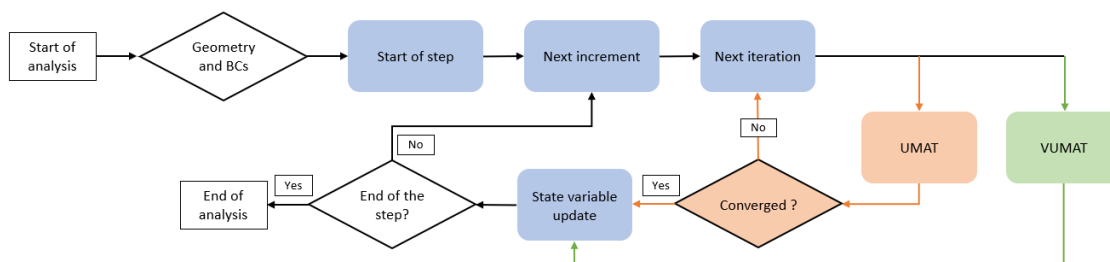 Start of
analysis
Geometry
and BCs
Start of step
Next increment
Next iteration
UMAT
VUMAT
No
No
Yes
End of
analysis
End of the
step?
State variable
update
Yes
Converged ?